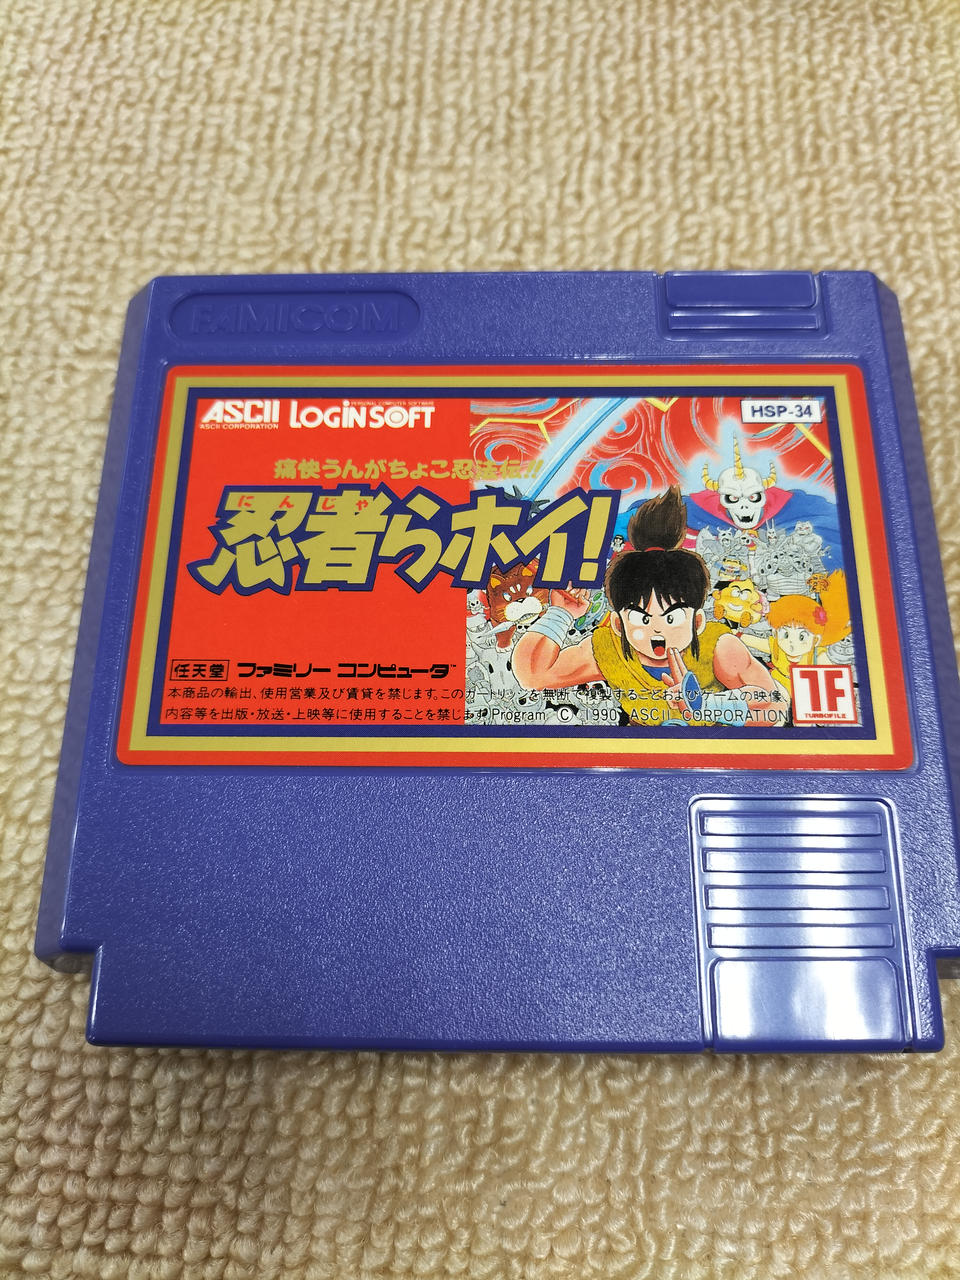 FAMICOM
ASCII
ASCII CORPORATION
PERSONAL COMPUTER SOFTWARE
LOGiN SOFT
HSP-34
痛快うんがちょこ忍法伝!!
にんじゃ
忍者らホイ!
任天堂 ファミリー コンピュータ™
本商品の輸出、使用営業及び賃貸を禁じます。このカートリッジを無断で複製することおよびゲームの映像、
内容等を出版・放送・上映等に使用することを禁じます。Program © 1990 ASCII CORPORATION
TF
TURBOFILE